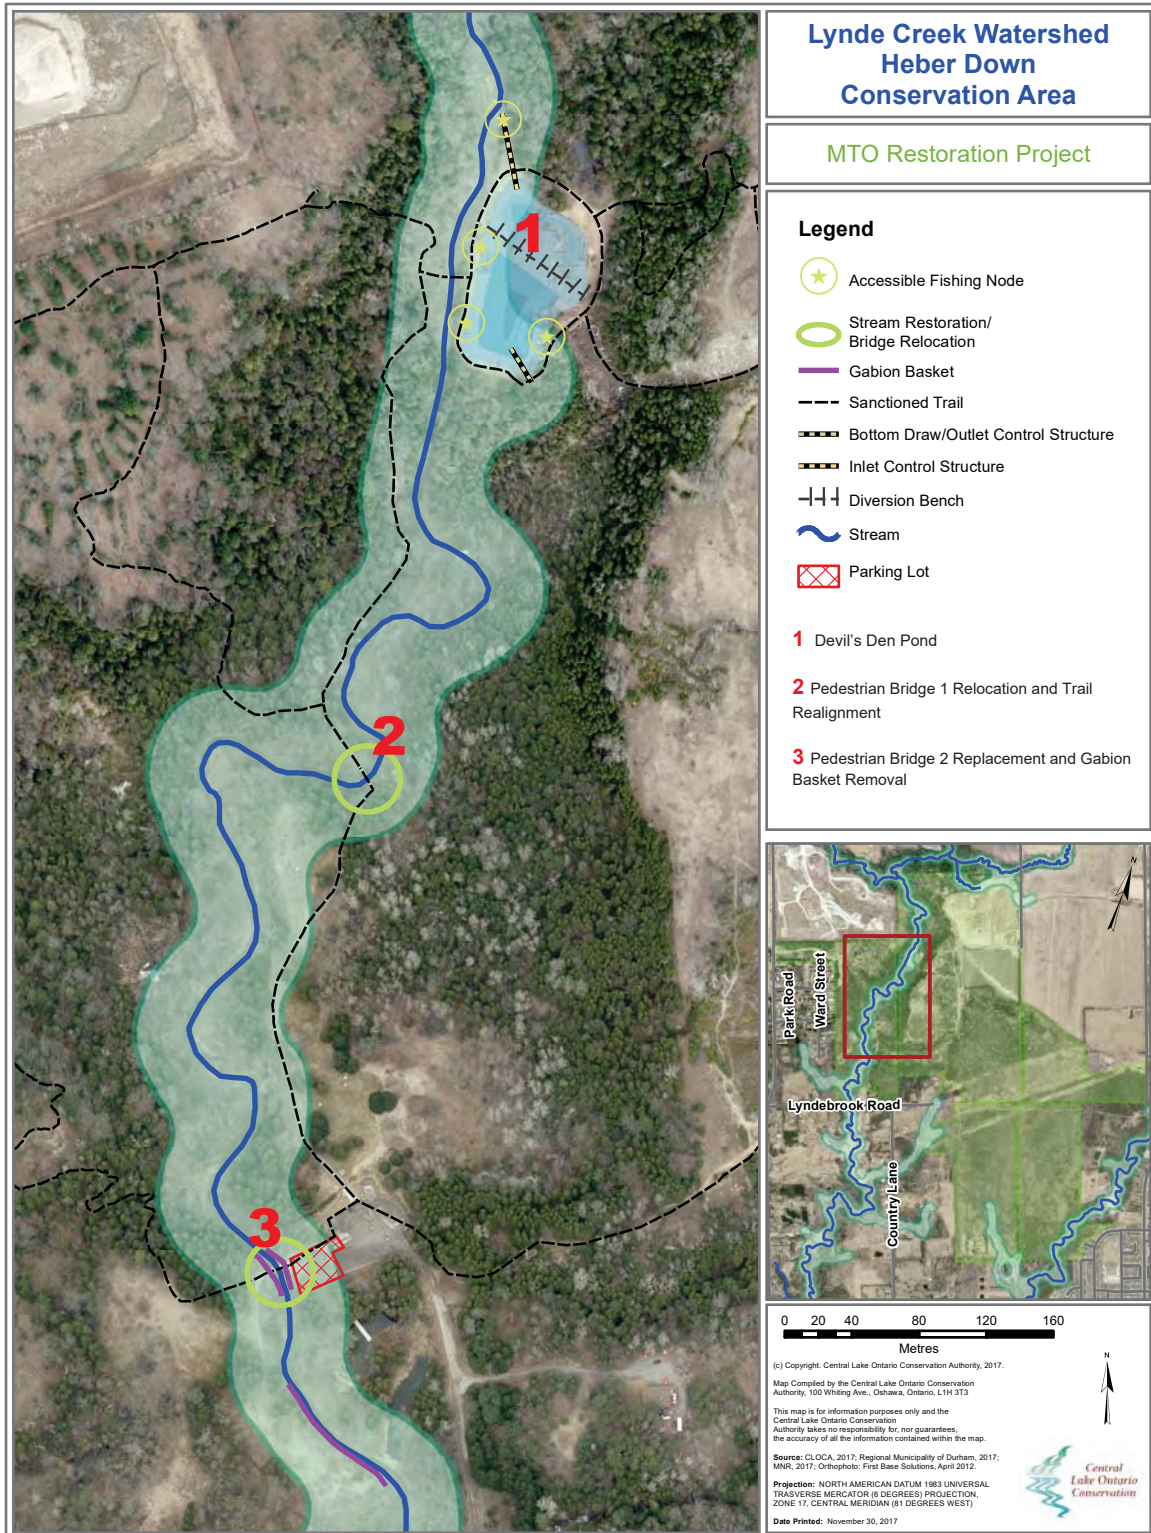 Lynde Creek Watershed
Heber Down
Conservation Area
MTO Restoration Project
Legend
Accessible Fishing Node
Stream Restoration/
Bridge Relocation
Gabion Basket
Sanctioned Trail
Bottom Draw/Outlet Control Structure
Inlet Control Structure
Diversion Bench
Stream
Parking Lot
1 Devil's Den Pond
2 Pedestrian Bridge 1 Relocation and Trail
Realignment
3 Pedestrian Bridge 2 Replacement and Gabion
Basket Removal
1
2
3
N
Park Road
Ward Street
Lyndebrook Road
Country Lane
0 20 40 80 120 160
Metres
(c) Copyright. Central Lake Ontario Conservation Authority, 2017.
Map Compiled by the Central Lake Ontario Conservation
Authority, 100 Whiting Ave., Oshawa, Ontario, L1H 3T3
This map is for information purposes only and the
Central Lake Ontario Conservation
Authority takes no responsibility for, nor guarantees,
the accuracy of all the information contained within the map.
Source: CLOCA, 2017; Regional Municipality of Durham, 2017;
MNR, 2017; Orthophoto: First Base Solutions, April 2012.
Projection: NORTH AMERICAN DATUM 1983 UNIVERSAL
TRASVERSE MERCATOR (6 DEGREES) PROJECTION,
ZONE 17, CENTRAL MERIDIAN (81 DEGREES WEST)
Date Printed: November 30, 2017
N
Central
Lake Ontario
Conservation